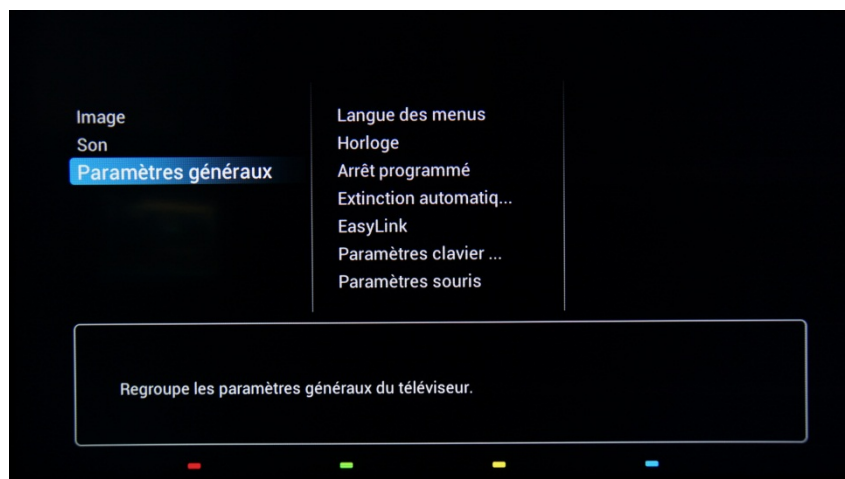 Image
Son
Paramètres généraux
Langue des menus
Horloge
Arrêt programmé
Extinction automatiq...
EasyLink
Paramètres clavier ...
Paramètres souris
Regroupe les paramètres généraux du téléviseur.